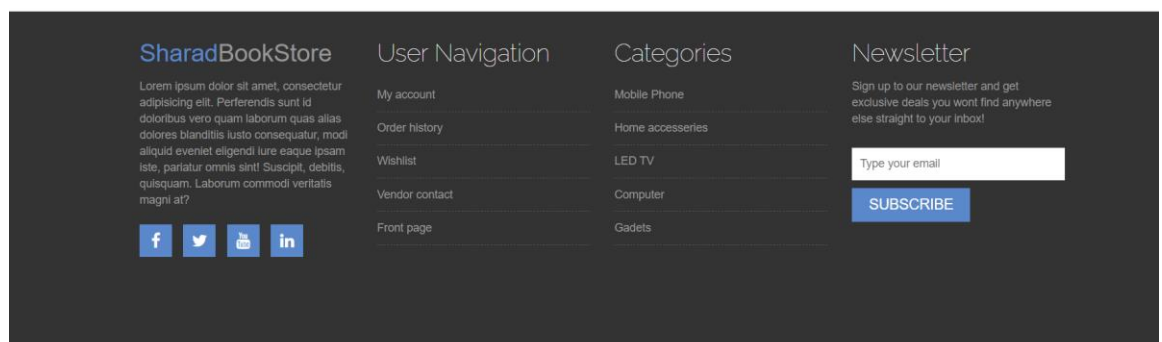 SharadBookStore
Lorem ipsum dolor sit amet, consectetur
adipisicing elit. Perferendis sunt id
doloribus vero quam laborum quas alias
dolores blanditiis iusto consequatur, modi
aliquid eveniet eligendi iure eaque ipsam
iste, pariatur omnis sint! Suscipit, debitis,
quisquam. Laborum commodi veritatis
magni at?
f
You
Tube
in
User Navigation
My account
Order history
Wishlist
Vendor contact
Front page
Categories
Mobile Phone
Home accesseries
LED TV
Computer
Gadets
Newsletter
Sign up to our newsletter and get
exclusive deals you wont find anywhere
else straight to your inbox!
Type your email
SUBSCRIBE